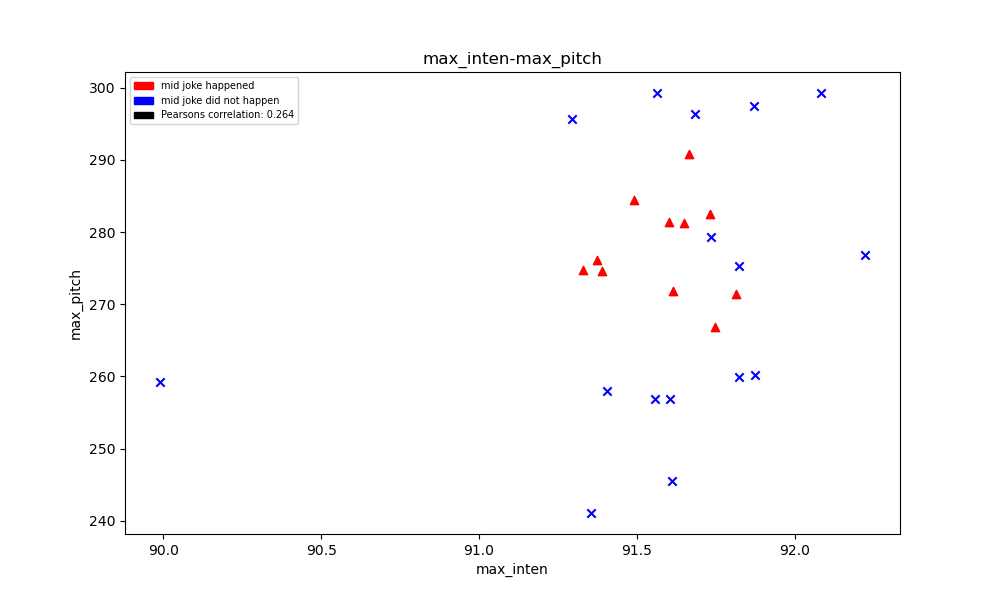 max_inten-max_pitch
mid joke happened
mid joke did not happen
Pearsons correlation: 0.264
300
290
280
270
260
250
240
max_pitch
90.0 90.5 91.0 91.5 92.0
max_inten